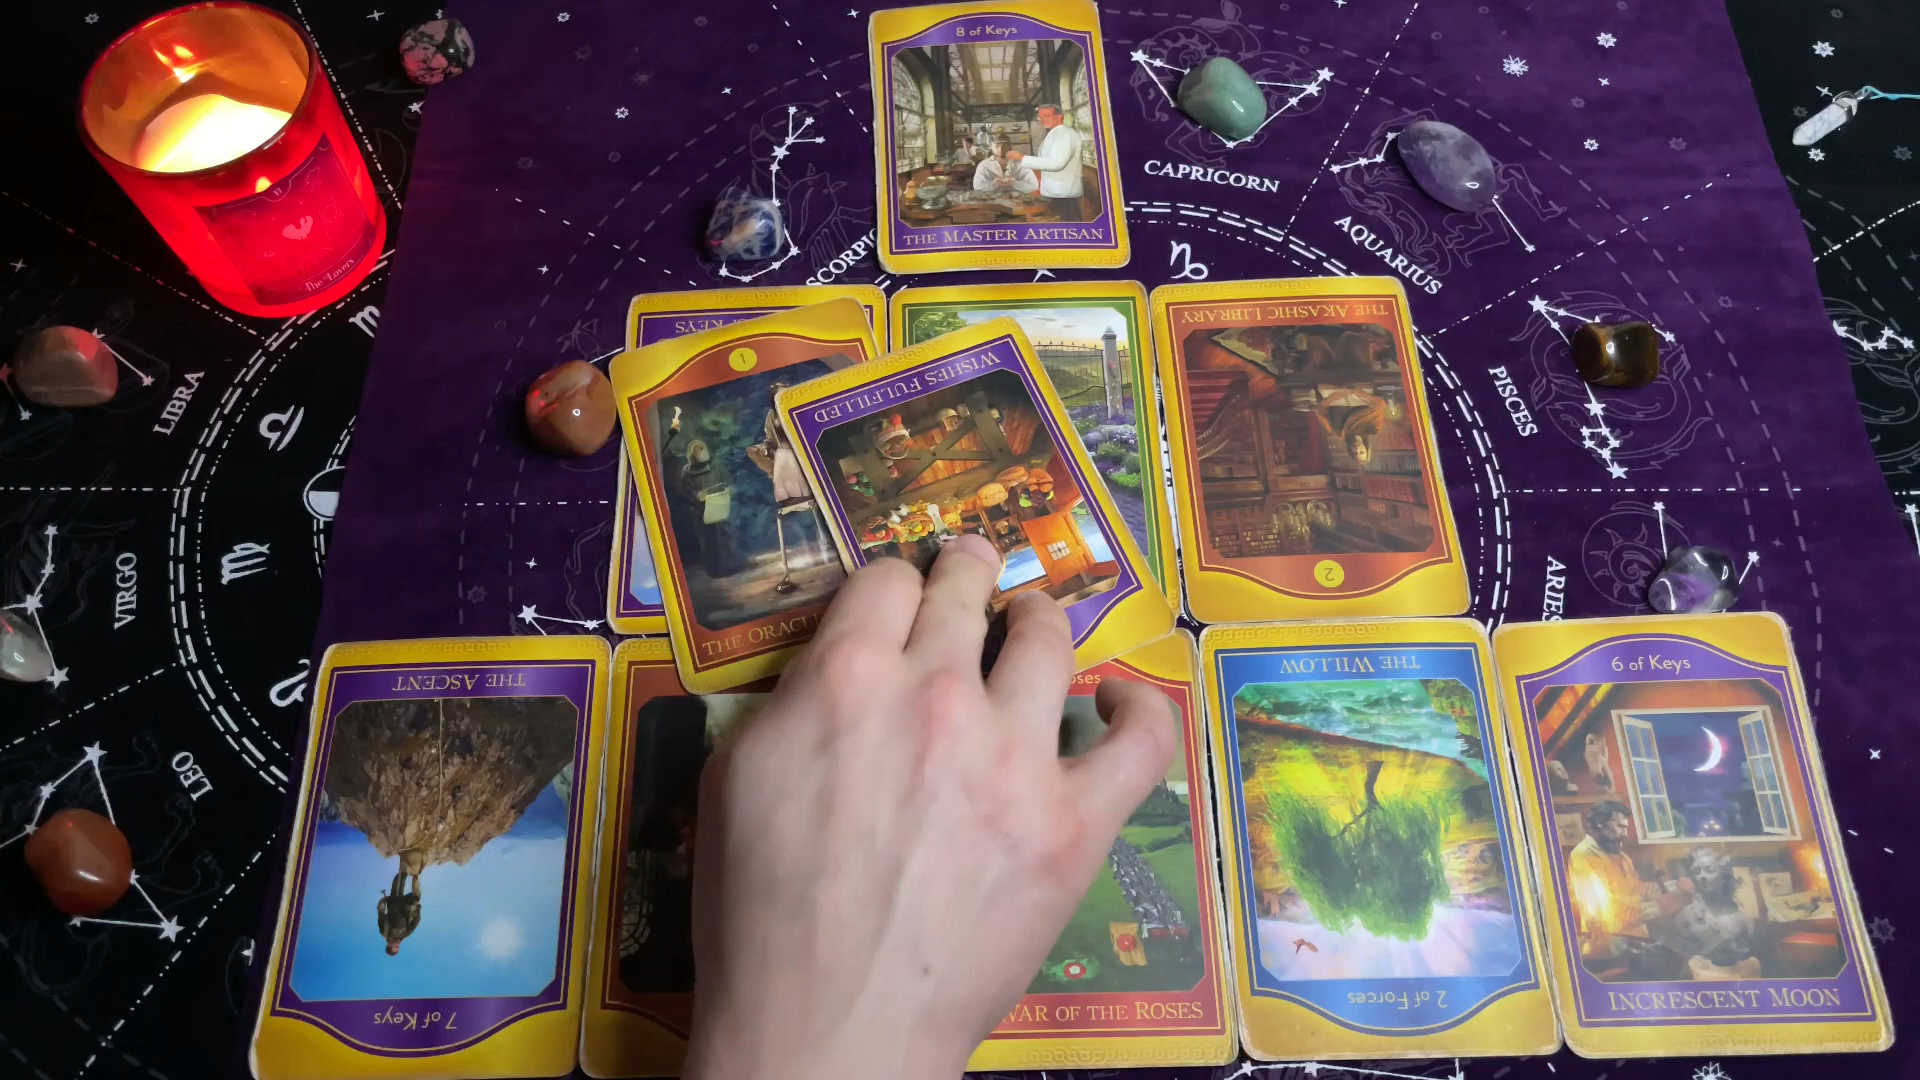 8 of Keys
THE MASTER ARTISAN
CAPRICORN
AQUARIUS
PISCES
ARIES
LIBRA
VIRGO
LEO
The Lovers
KEYS
1
THE ORACLE
WISHES FULFILLED
THE AKASHIC LIBRARY
2
THE ASCENT
7 of Keys
WAR OF THE ROSES
THE WILLOW
2 of Forces
6 of Keys
INCRESCENT MOON